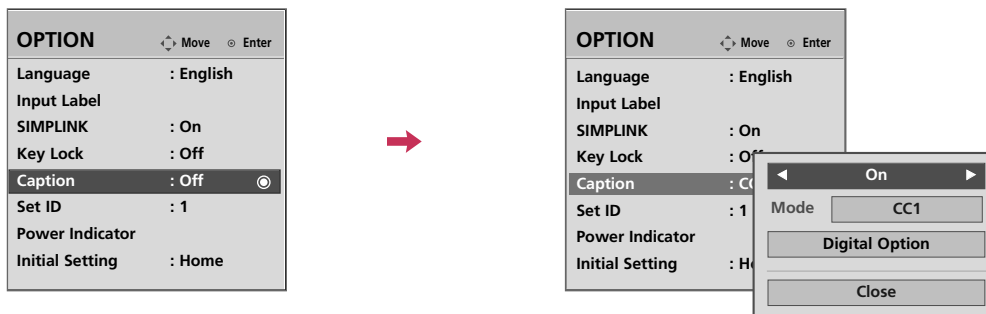 OPTION Move Enter
Language : English
Input Label
SIMPLINK : On
Key Lock : Off
Caption : Off
Set ID : 1
Power Indicator
Initial Setting : Home
OPTION Move Enter
Language : English
Input Label
SIMPLINK : On
Key Lock
Caption
Set ID : 1
Power Indicator
Initial Setting
On
Mode CC1
Digital Option
Close